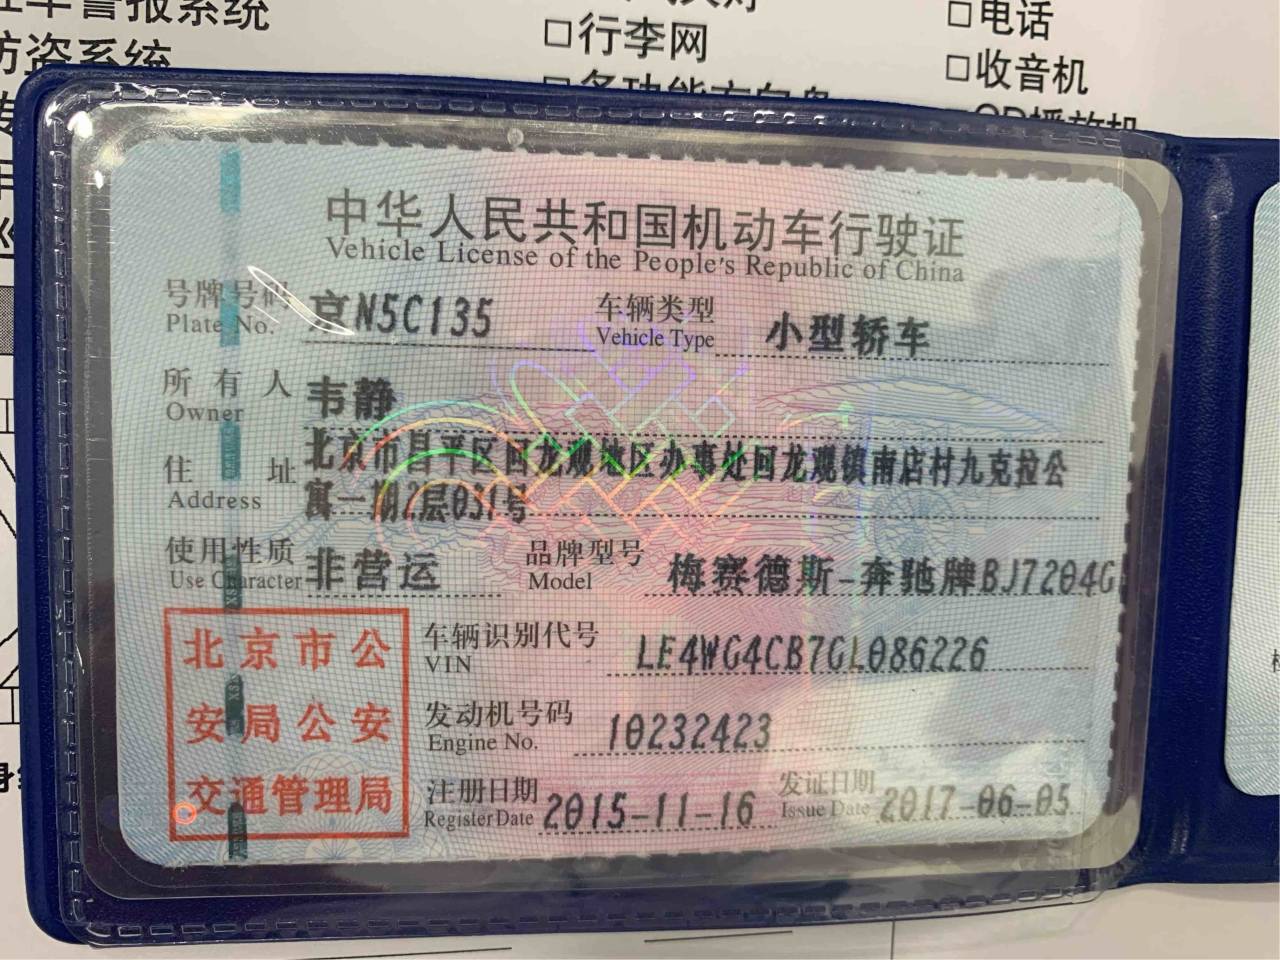 行李网
电话
收音机
中华人民共和国机动车行驶证
Vehicle License of the People's Republic of China
号牌号码 京N5C135 车辆类型 小型轿车
Plate No. Vehicle Type
所有人 韦静
Owner
住址 北京市昌平区回龙观地区办事处回龙观镇南店村九克拉公
Address 寓一期2层031号
使用性质 非营运 品牌型号 梅赛德斯-奔驰牌BJ7204G
Use Character Model
北京市公
安局公安
交通管理局
车辆识别代号 LE4WG4CB7GL086226
VIN
发动机号码 10232423
Engine No.
注册日期 2015-11-16 发证日期 2017-06-05
Register Date Issue Date